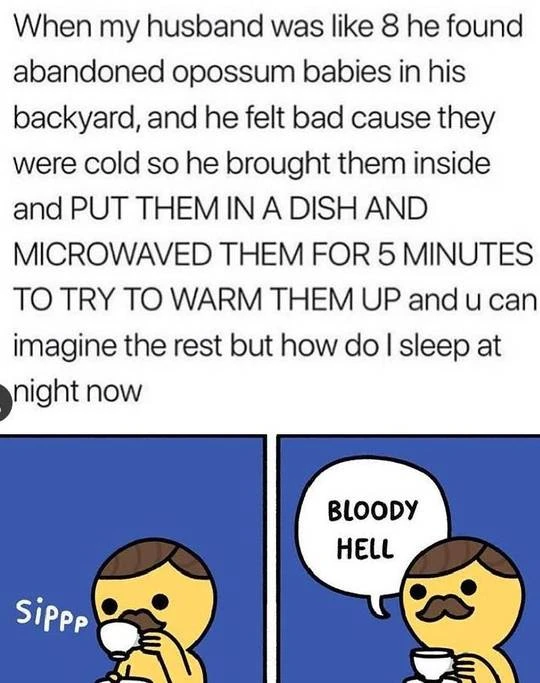 When my husband was like 8 he found
abandoned opossum babies in his
backyard, and he felt bad cause they
were cold so he brought them inside
and PUT THEM IN A DISH AND
MICROWAVED THEM FOR 5 MINUTES
TO TRY TO WARM THEM UP and u can
imagine the rest but how do I sleep at
night now
SiPPP
BLOODY
HELL